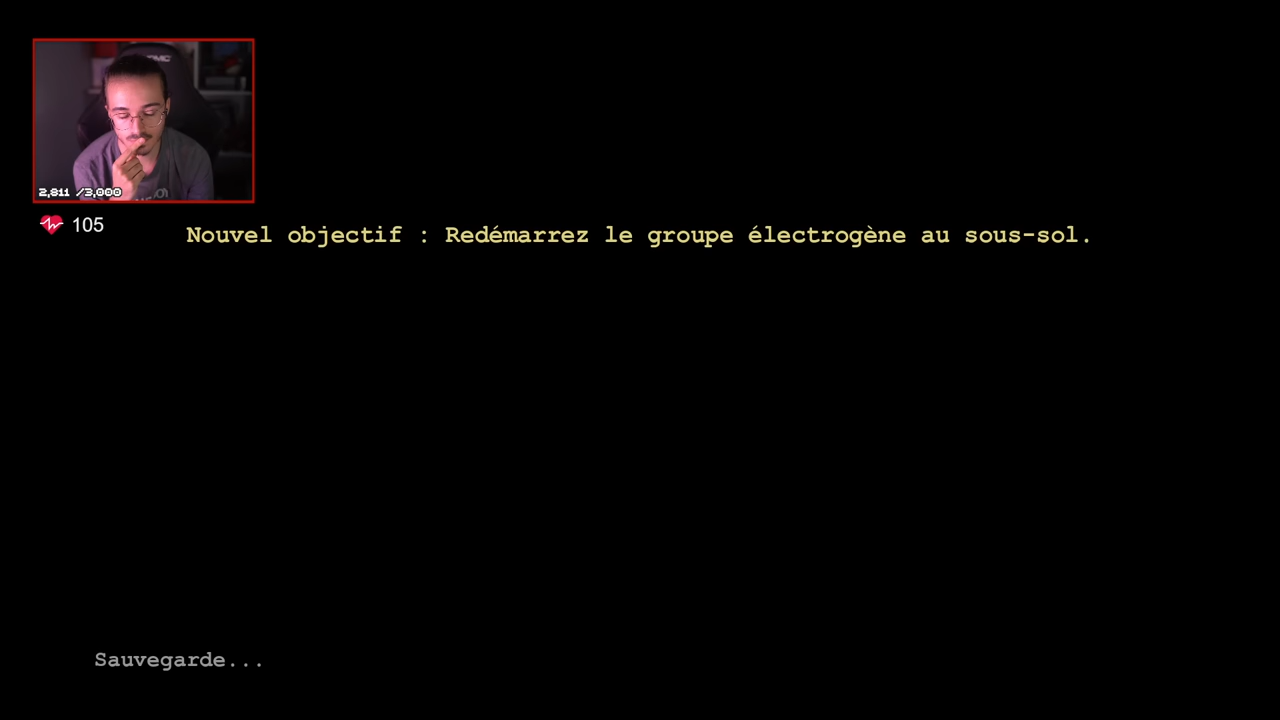 2,811 /3,000
105
Nouvel objectif : Redémarrez le groupe électrogène au sous-sol.
Sauvegarde...